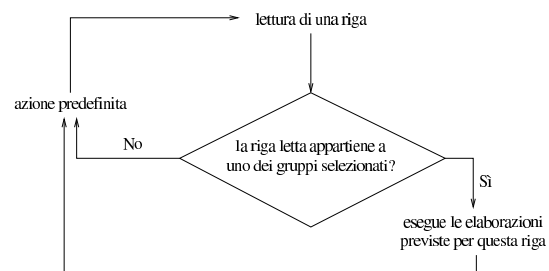 lettura di una riga
azione predefinita
No
la riga letta appartiene a
uno dei gruppi selezionati?
Sì
esegue le elaborazioni
previste per questa riga